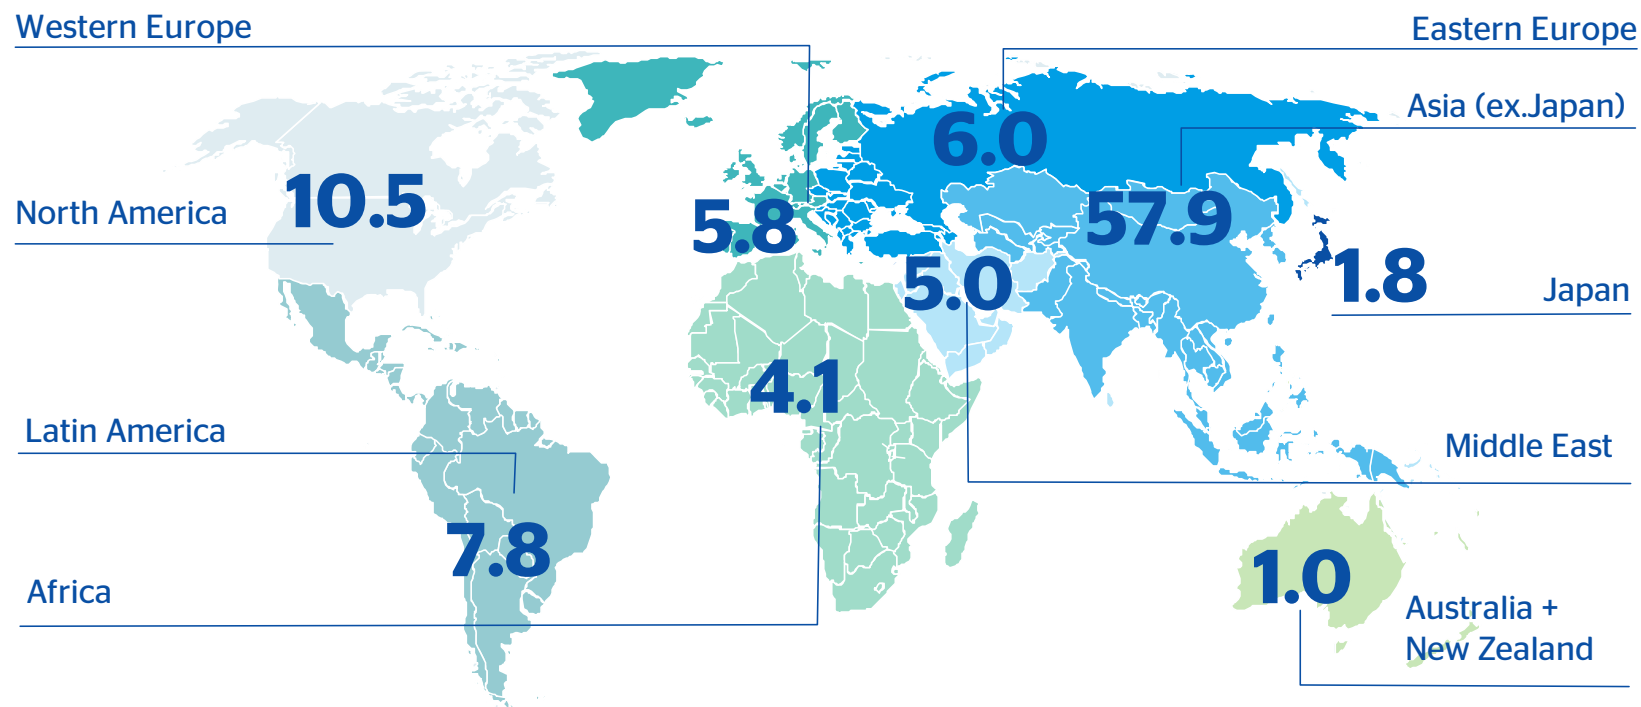 Western Europe
Eastern Europe
Asia (ex.Japan)
6.0
North America
10.5
5.8
57.9
5.0
1.8
Japan
4.1
Latin America
Middle East
7.8
1.0
Africa
Australia +
New Zealand